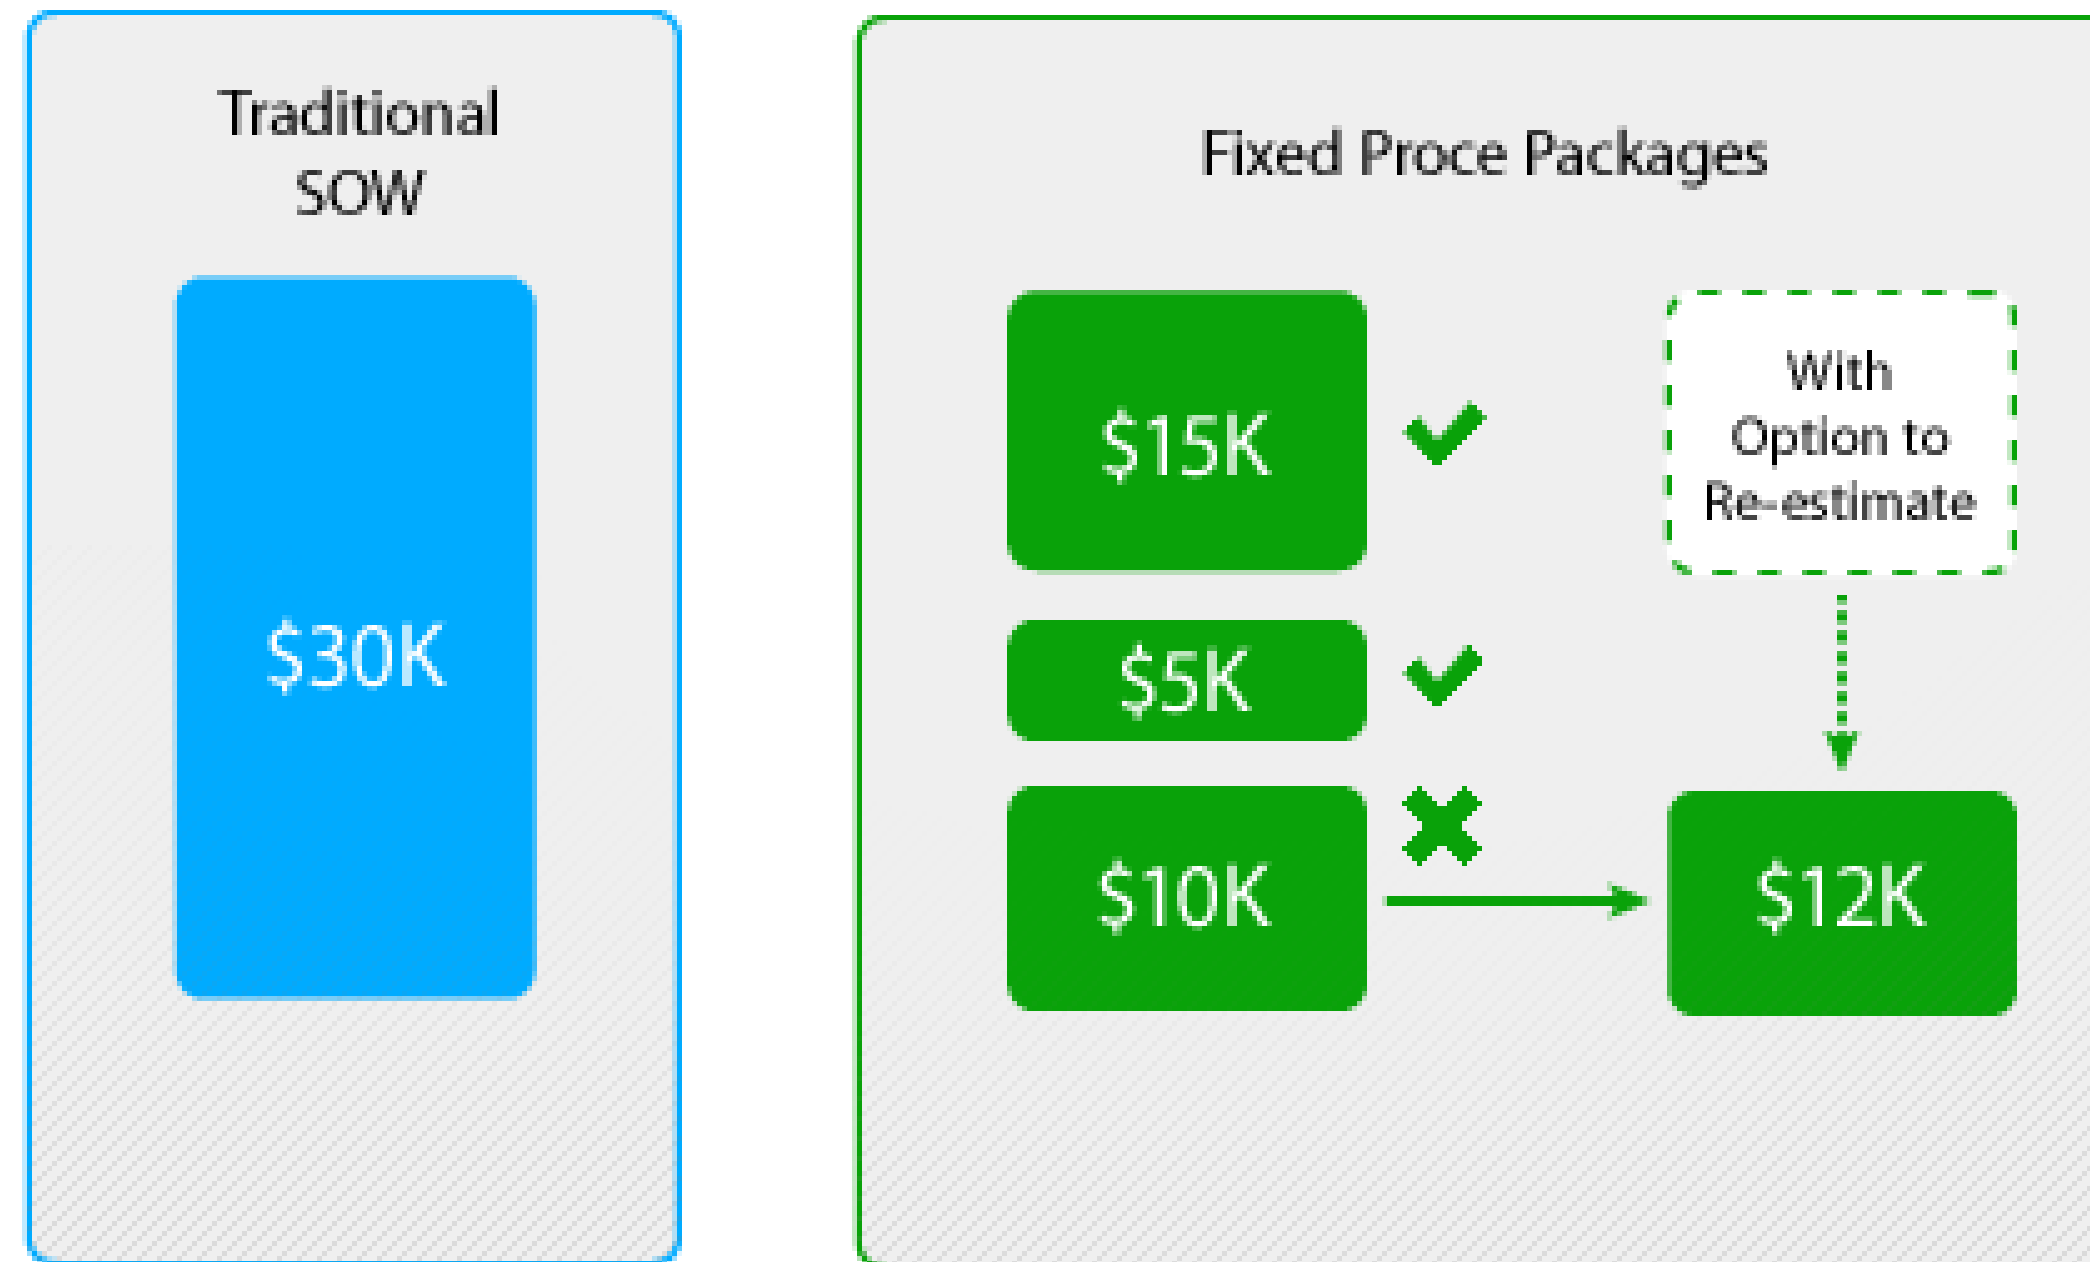 Traditional
SOW
$30K
Fixed Proce Packages
$15K
$5K
$10K
With
Option to
Re-estimate
$12K